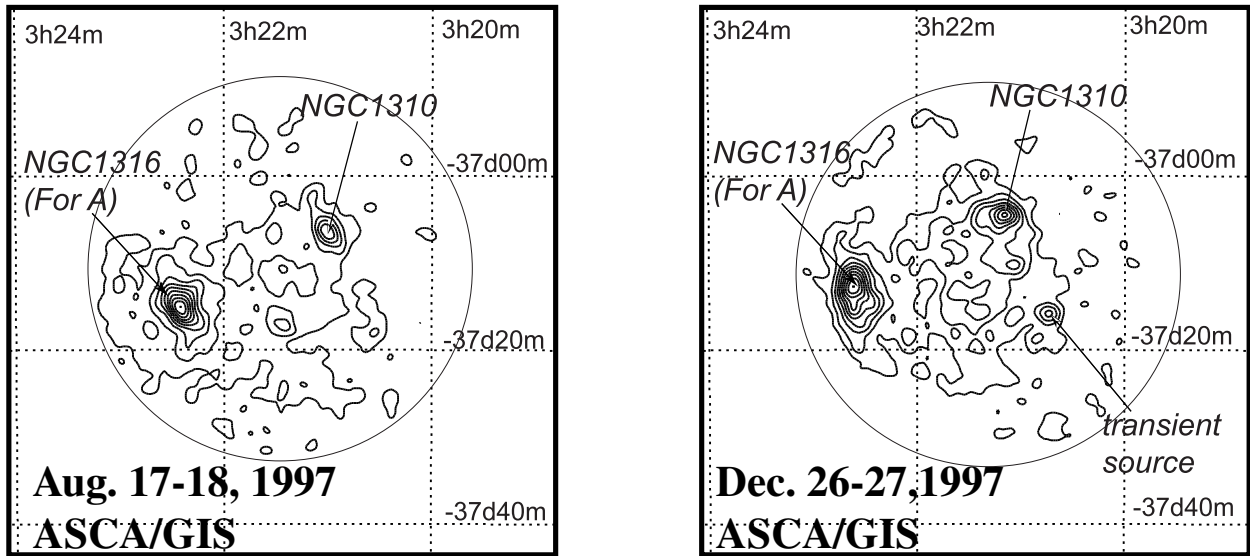 3h24m
3h22m
3h20m
NGC1310
NGC1316
(For A)
-37d00m
-37d20m
-37d40m
Aug. 17-18, 1997
ASCA/GIS
3h24m
3h22m
3h20m
NGC1310
NGC1316
(For A)
-37d00m
-37d20m
transient
source
-37d40m
Dec. 26-27,1997
ASCA/GIS